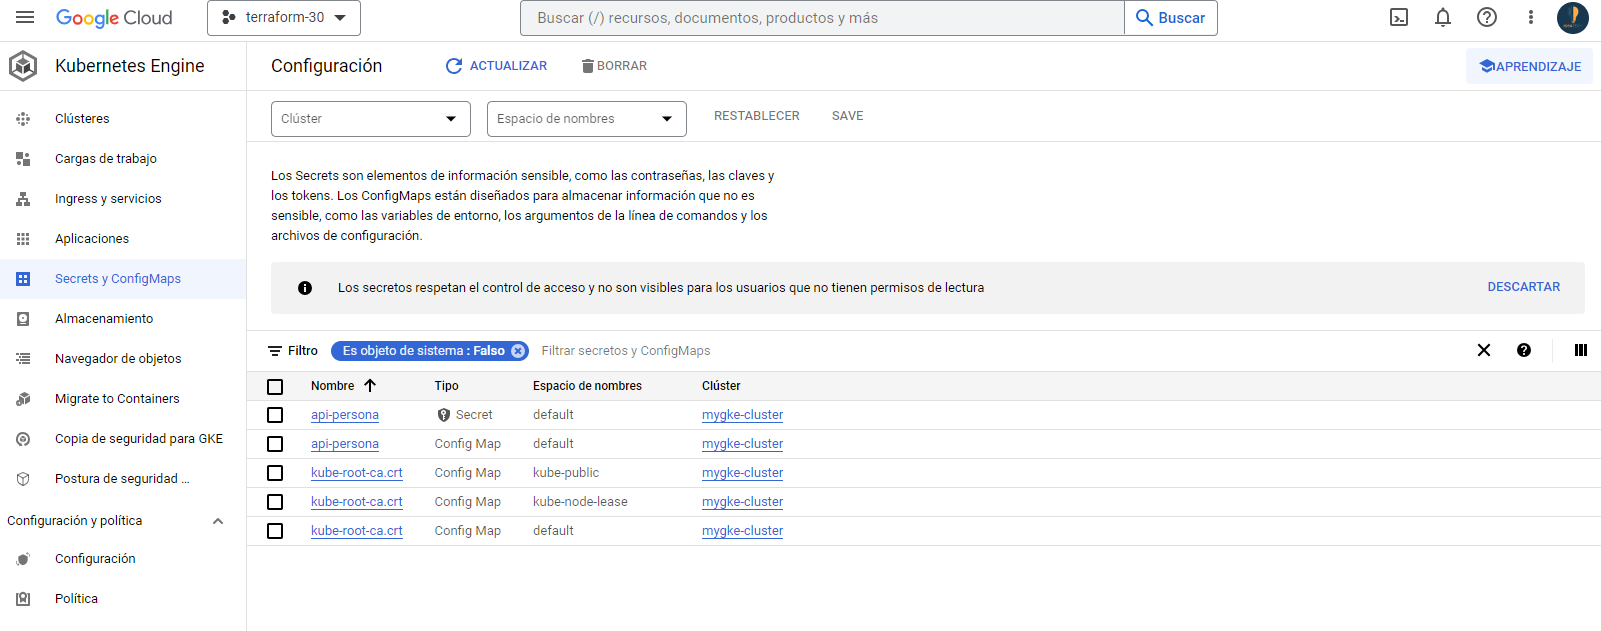 Google Cloud
terraform-30
Buscar (/) recursos, documentos, productos y más
Buscar
Kubernetes Engine
Configuración
ACTUALIZAR
BORRAR
APRENDIZAJE
Clústeres
Cargas de trabajo
Ingress y servicios
Aplicaciones
Secrets y ConfigMaps
Almacenamiento
Navegador de objetos
Migrate to Containers
Copia de seguridad para GKE
Postura de seguridad ...
Configuración y política
Configuración
Política
Clúster
Espacio de nombres
RESTABLECER
SAVE
Los Secrets son elementos de información sensible, como las contraseñas, las claves y
los tokens. Los ConfigMaps están diseñados para almacenar información que no es
sensible, como las variables de entorno, los argumentos de la línea de comandos y los
archivos de configuración.
Los secretos respetan el control de acceso y no son visibles para los usuarios que no tienen permisos de lectura
DESCARTAR
Filtro
Es objeto de sistema : Falso
Filtrar secretos y ConfigMaps
Nombre Tipo Espacio de nombres Clúster
api-persona Secret default mygke-cluster
api-persona Config Map default mygke-cluster
kube-root-ca.crt Config Map kube-public mygke-cluster
kube-root-ca.crt Config Map kube-node-lease mygke-cluster
kube-root-ca.crt Config Map default mygke-cluster